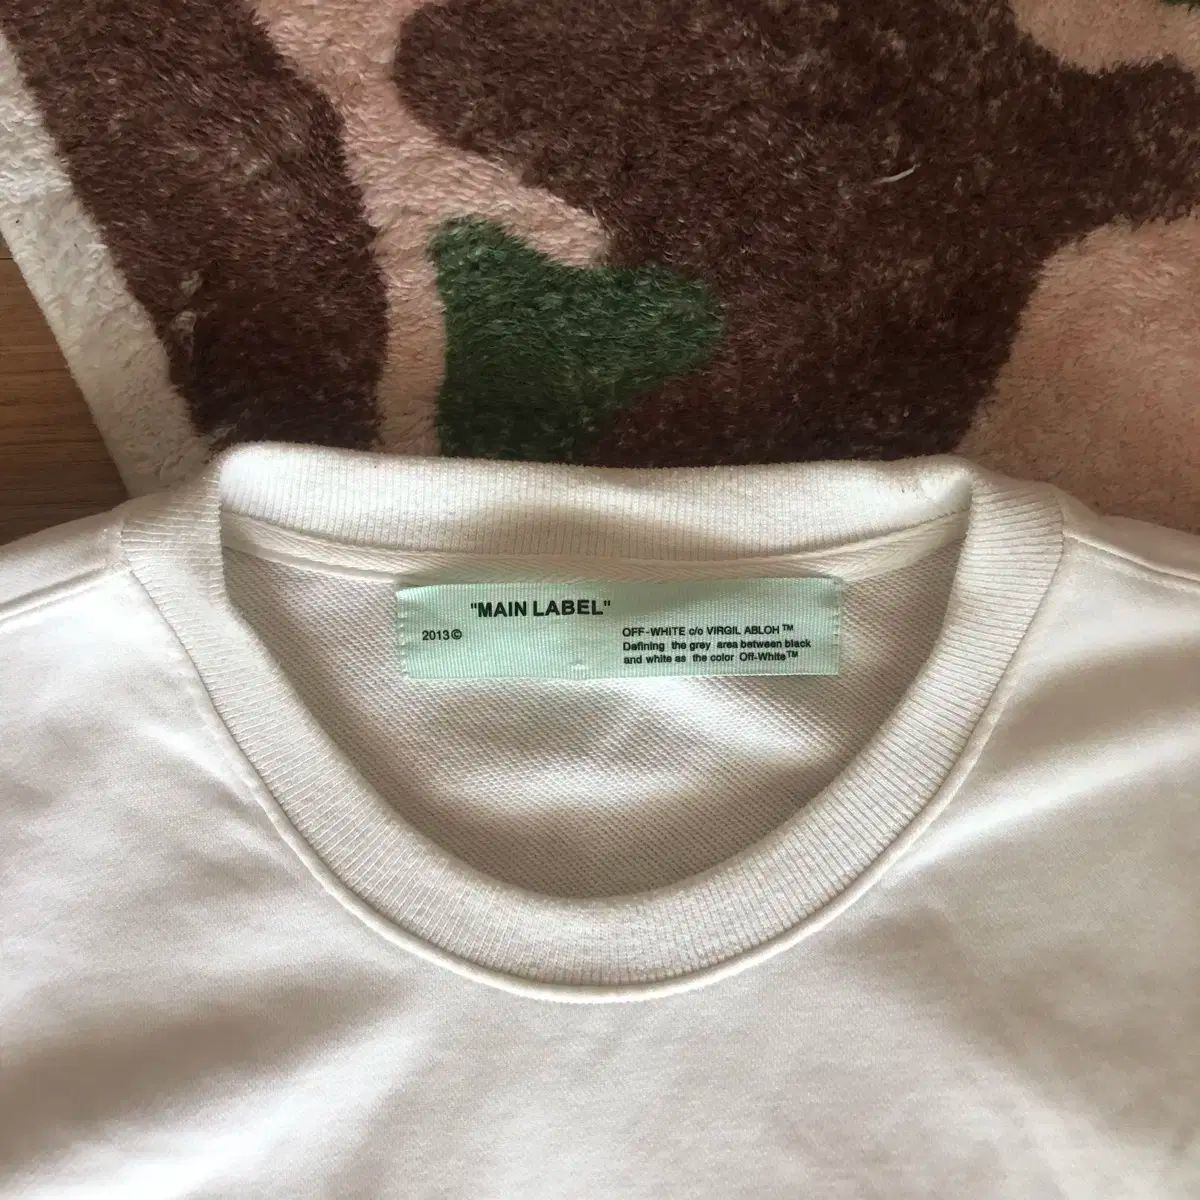 "MAIN LABEL"
2013©
OFF-WHITE c/o VIRGIL ABLOH™
Defining the grey area between black
and white as the color Off-White™